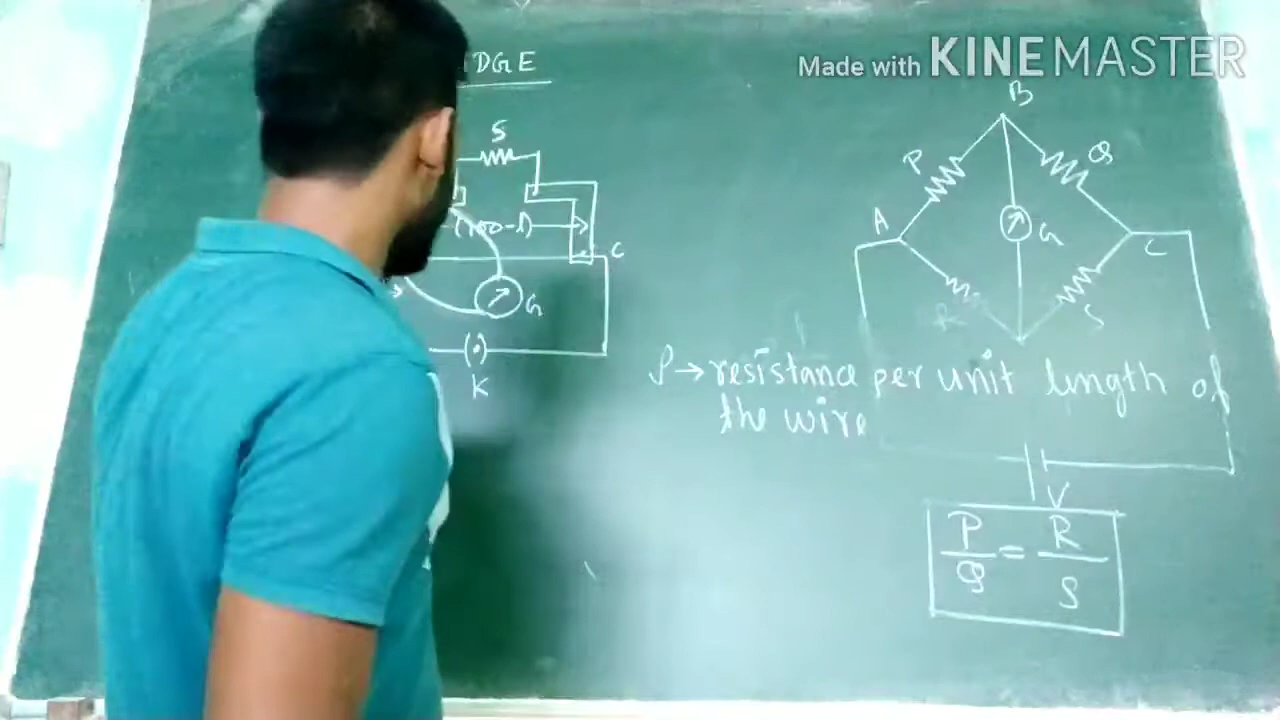 Made with KINEMASTER
DGE
S
(100-l)
C
G
K
B
P
Q
A
G
C
R
S
ρ→resistance per unit length of
the wire
V
P/Q = R/S